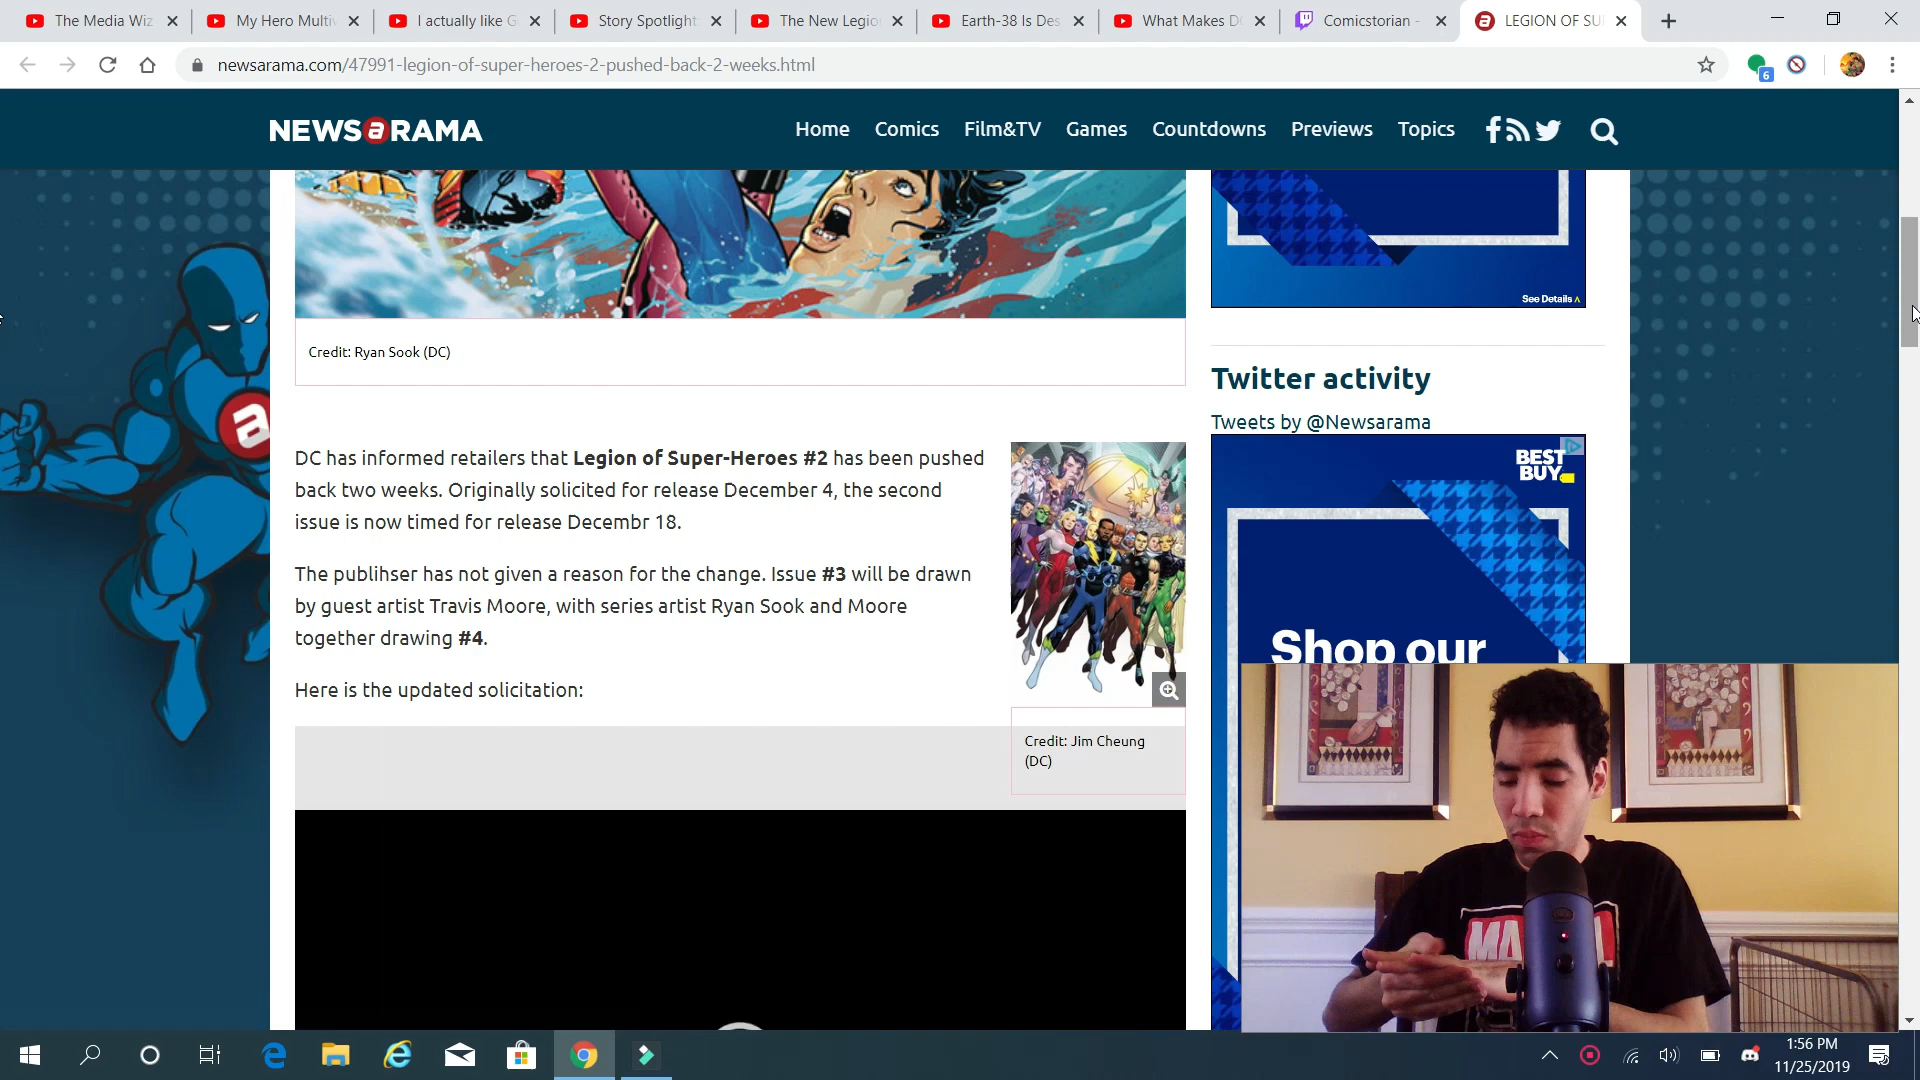 The Media Wiz
My Hero Multiv
I actually like G
Story Spotlight
The New Legio
Earth-38 Is Des
What Makes D
Comicstorian -
LEGION OF SU
newsarama.com/47991-legion-of-super-heroes-2-pushed-back-2-weeks.html
6
NEWSaRAMA
Home
Comics
Film&TV
Games
Countdowns
Previews
Topics
See Details
Credit: Ryan Sook (DC)
Twitter activity
Tweets by @Newsarama
BEST
BUY
Shop our
DC has informed retailers that Legion of Super-Heroes #2 has been pushed
back two weeks. Originally solicited for release December 4, the second
issue is now timed for release Decembr 18.
The publihser has not given a reason for the change. Issue #3 will be drawn
by guest artist Travis Moore, with series artist Ryan Sook and Moore
together drawing #4.
Here is the updated solicitation:
Credit: Jim Cheung
(DC)
a
MA
1:56 PM
11/25/2019